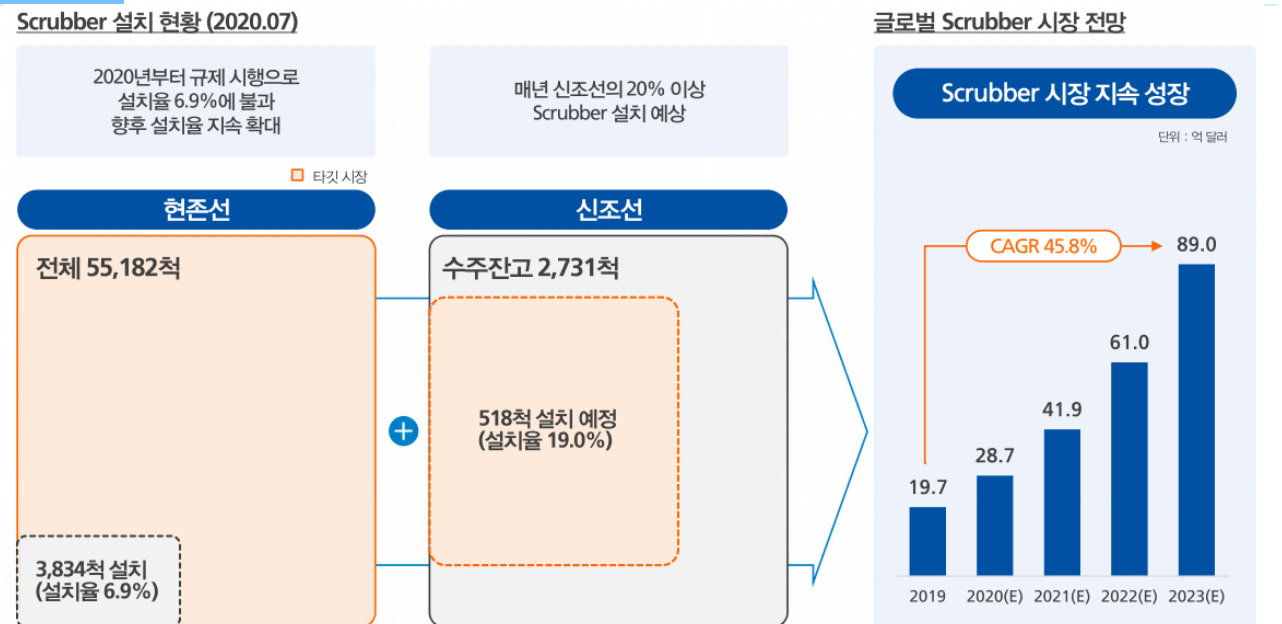 Scrubber 설치 현황 (2020.07)
2020년부터 규제 시행으로
설치율 6.9%에 불과
향후 설치율 지속 확대
매년 신조선의 20% 이상
Scrubber 설치 예상
타깃 시장
현존선
전체 55,182척
3,834척 설치
(설치율 6.9%)
신조선
수주잔고 2,731척
518척 설치 예정
(설치율 19.0%)
글로벌 Scrubber 시장 전망
Scrubber 시장 지속 성장
단위 : 억 달러
CAGR 45.8%
19.7
28.7
41.9
61.0
89.0
2019 2020(E) 2021(E) 2022(E) 2023(E)